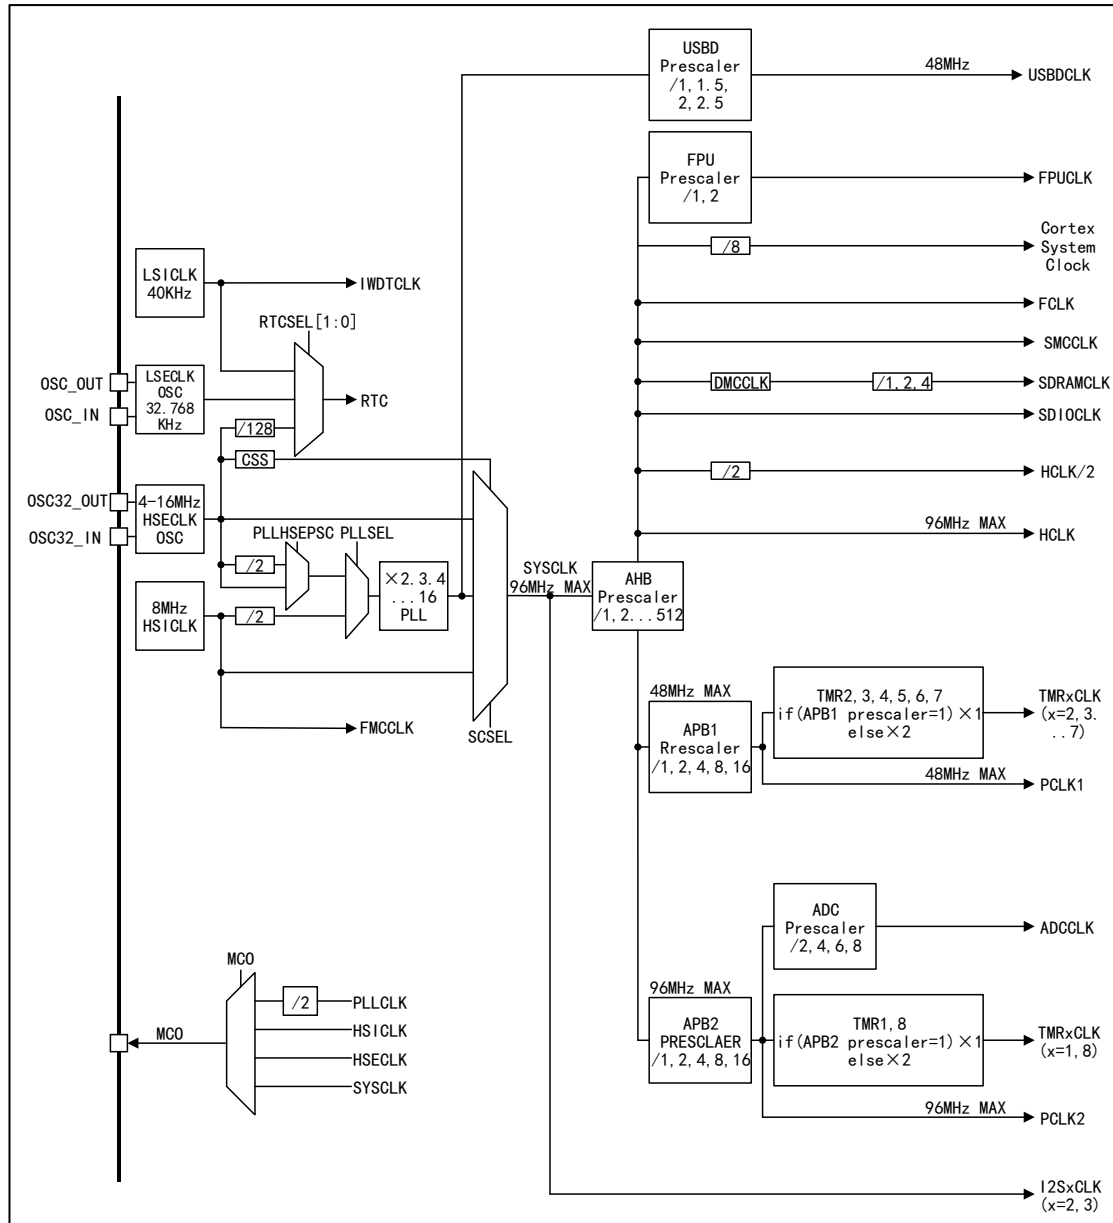 USBD
Prescaler
/1, 1.5,
2, 2.5
48MHz
USBDCLK
FPU
Prescaler
/1, 2
FPUCLK
/8
Cortex
System
Clock
LSICLK
40KHz
IWDTCLK
FCLK
RTCSEL[1:0]
SMCCLK
OSC_OUT
OSC_IN
LSECLK
OSC
32.768
KHz
RTC
DMCCLK
/1, 2, 4
SDRAMCLK
SDIOCLK
/128
CSS
/2
HCLK/2
OSC32_OUT
OSC32_IN
4-16MHz
HSECLK
OSC
96MHz MAX
HCLK
PLLHSEPSC
PLLSEL
/2
×2. 3. 4
...16
PLL
SYSCLK
96MHz MAX
AHB
Prescaler
/1, 2...512
8MHz
HSICLK
/2
FMCCLK
SCSEL
48MHz MAX
APB1
Rrescaler
/1, 2, 4, 8, 16
TMR2, 3, 4, 5, 6, 7
if(APB1 prescaler=1) ×1
else×2
TMRxCLK
(x=2, 3.
..7)
48MHz MAX
PCLK1
ADC
Prescaler
/2, 4, 6, 8
ADCCLK
MCO
/2
PLLCLK
HSICLK
HSECLK
SYSCLK
MCO
96MHz MAX
APB2
PRESCLAER
/1, 2, 4, 8, 16
TMR1, 8
if(APB2 prescaler=1) ×1
else×2
TMRxCLK
(x=1, 8)
96MHz MAX
PCLK2
I2SxCLK
(x=2, 3)